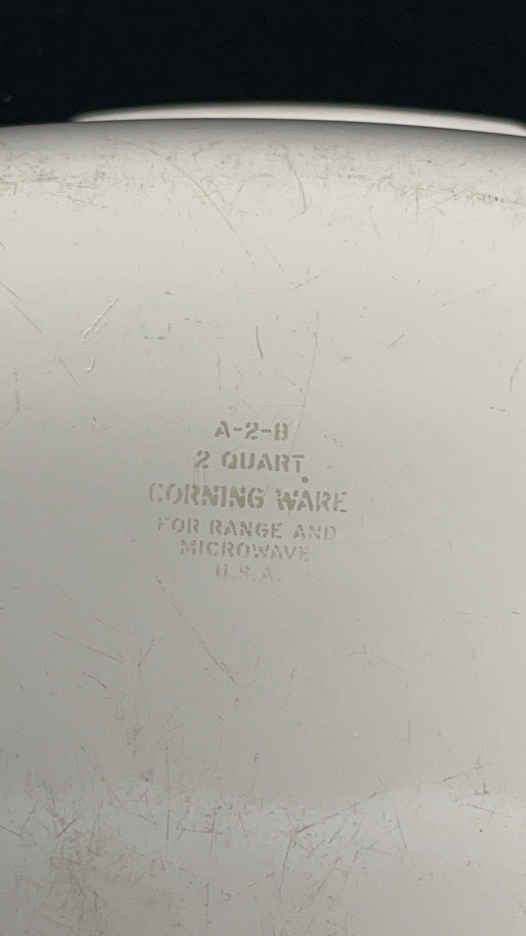 A-2-B
2 QUART
CORNING WARE
FOR RANGE AND
MICROWAVE
U.S.A.